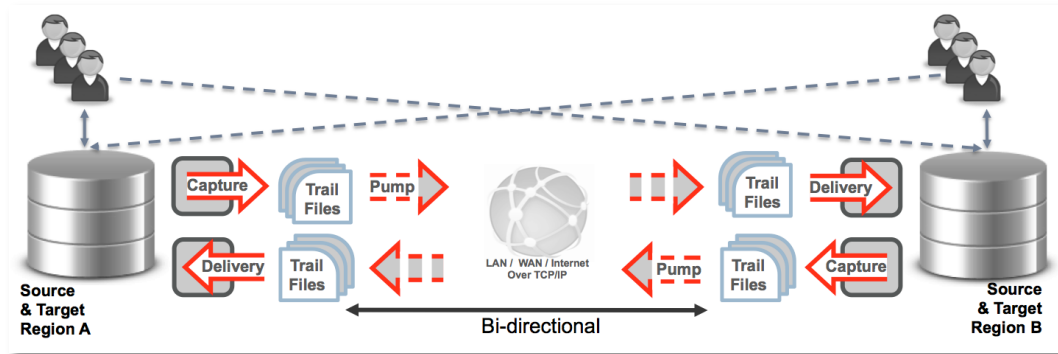 Capture
Trail
Files
Pump
Trail
Files
Delivery
LAN / WAN / Internet
Over TCP/IP
Delivery
Trail
Files
Pump
Trail
Files
Capture
Source
& Target
Region A
Bi-directional
Source
& Target
Region B